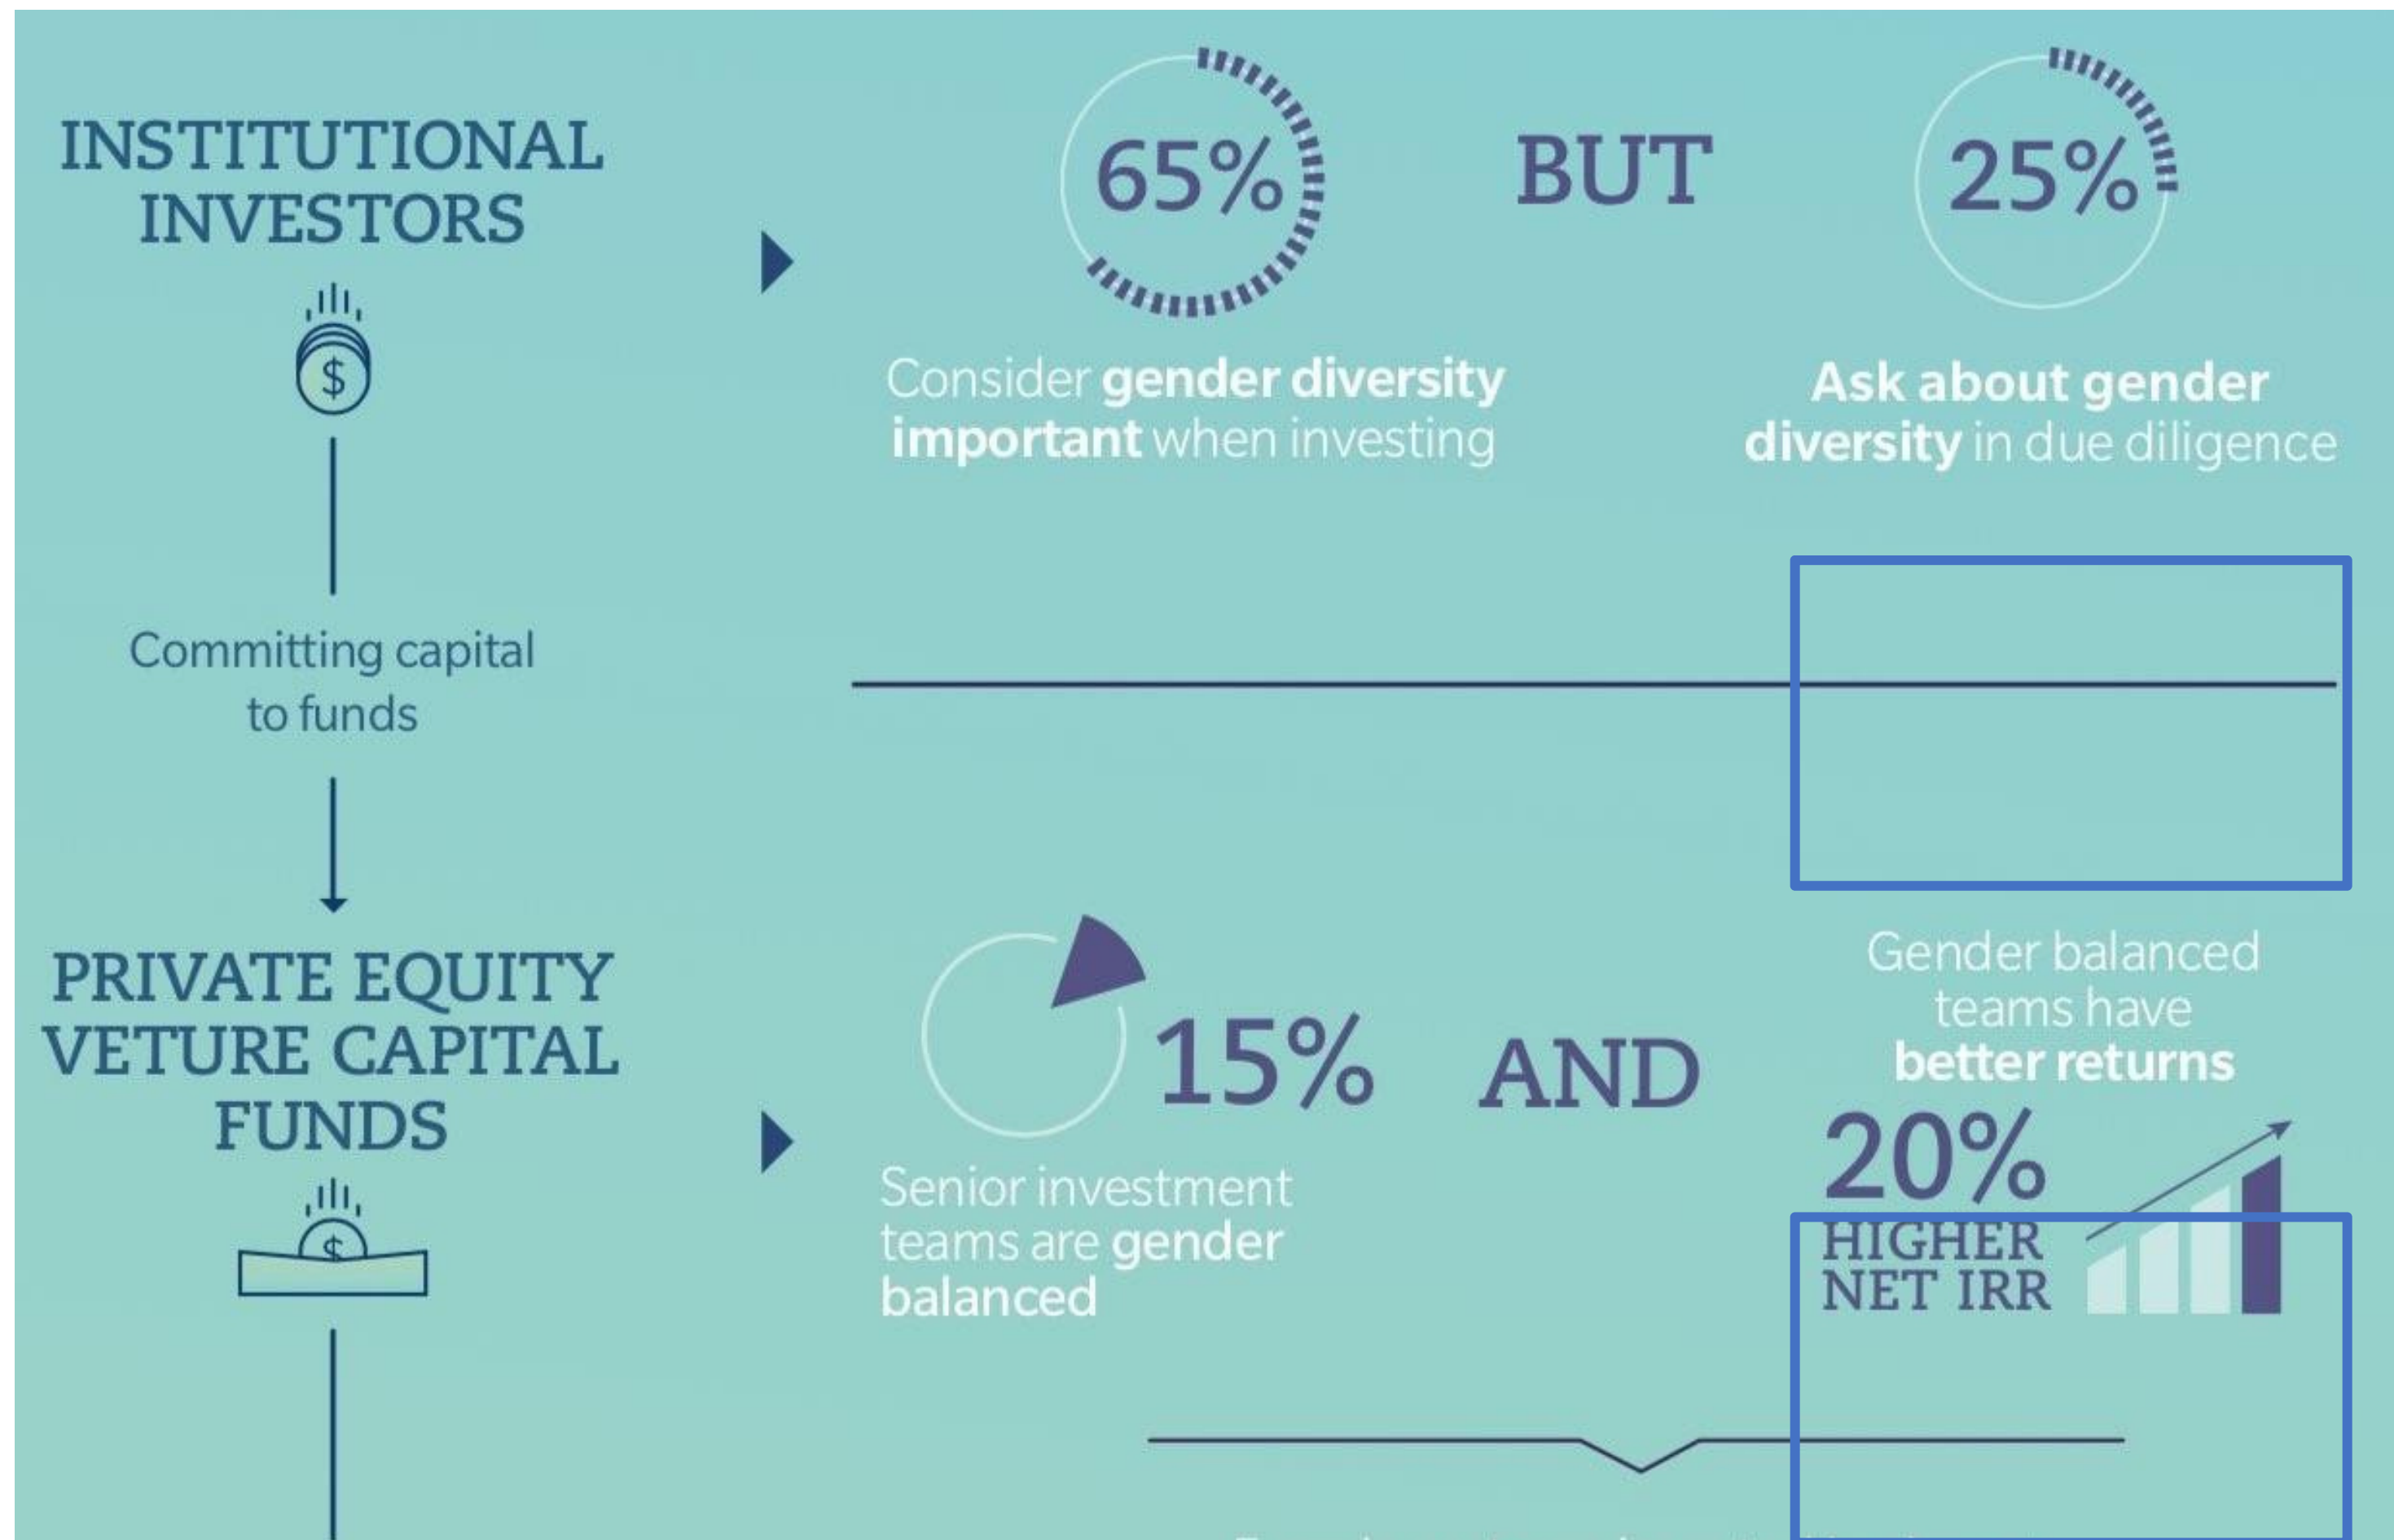 INSTITUTIONAL
INVESTORS
$
Committing capital
to funds
65%
BUT
25%
Consider gender diversity
important when investing
Ask about gender
diversity in due diligence
PRIVATE EQUITY
VETURE CAPITAL
FUNDS
$
15%
AND
Senior investment
teams are gender
balanced
Gender balanced
teams have
better returns
20%
HIGHER
NET IRR